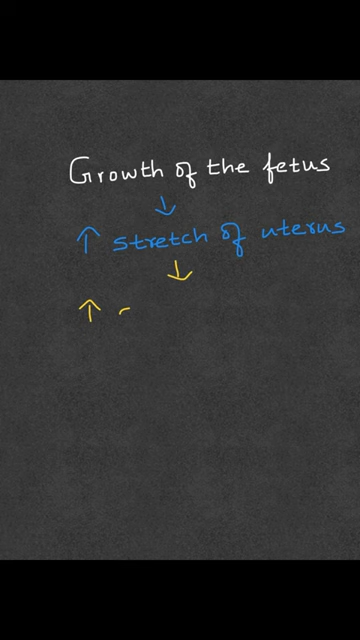 Growth of the fetus
↓
↑ stretch of uterus
↓
↑